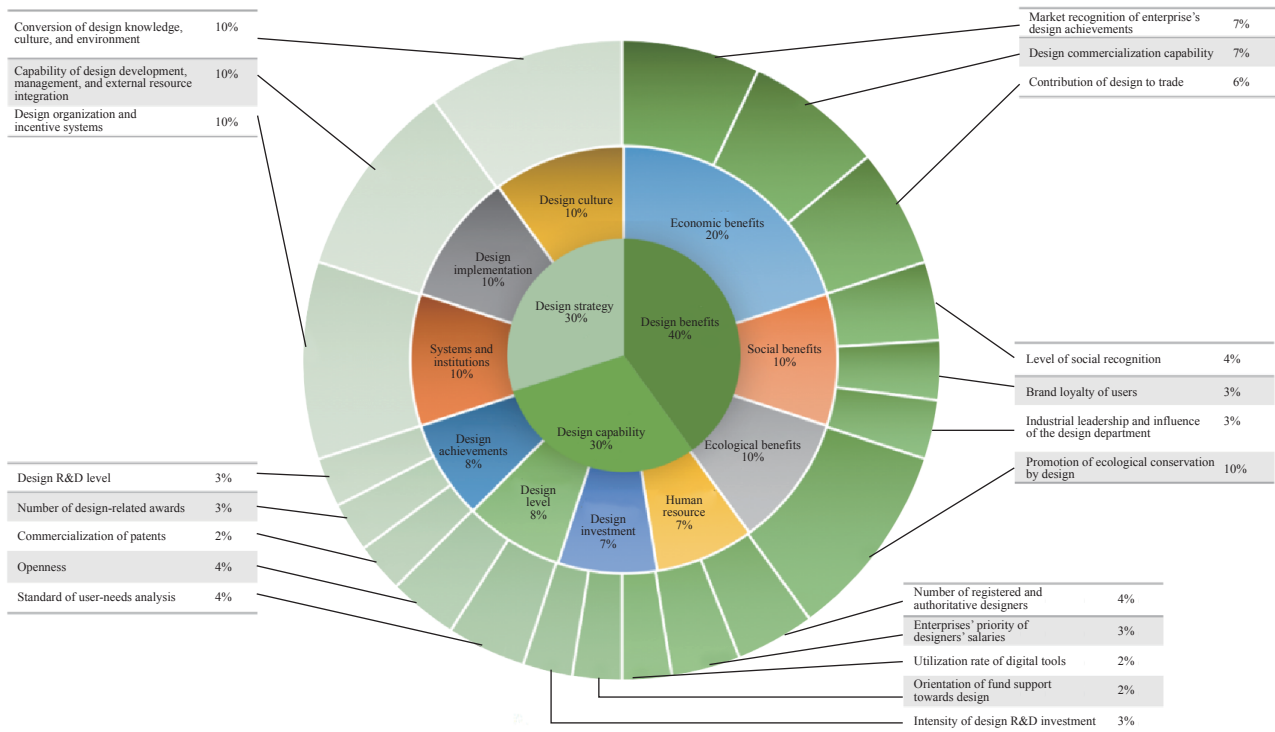 Conversion of design knowledge, 10%
culture, and environment
Capability of design development, 10%
management, and external resource
integration
Design organization and 10%
incentive systems
Market recognition of enterprise's 7%
design achievements
Design commercialization capability 7%
Contribution of design to trade 6%
Design culture
10%
Economic benefits
20%
Design
implementation
10%
Design strategy
30%
Design benefits
40%
Systems and
institutions
10%
Social benefits
10%
Design capability
30%
Ecological benefits
10%
Design
achievements
8%
Design
level
8%
Design
investment
7%
Human
resource
7%
Level of social recognition 4%
Brand loyalty of users 3%
Industrial leadership and influence 3%
of the design department
Promotion of ecological conservation 10%
by design
Design R&D level 3%
Number of design-related awards 3%
Commercialization of patents 2%
Openness 4%
Standard of user-needs analysis 4%
Number of registered and 4%
authoritative designers
Enterprises' priority of 3%
designers' salaries
Utilization rate of digital tools 2%
Orientation of fund support 2%
towards design
Intensity of design R&D investment 3%